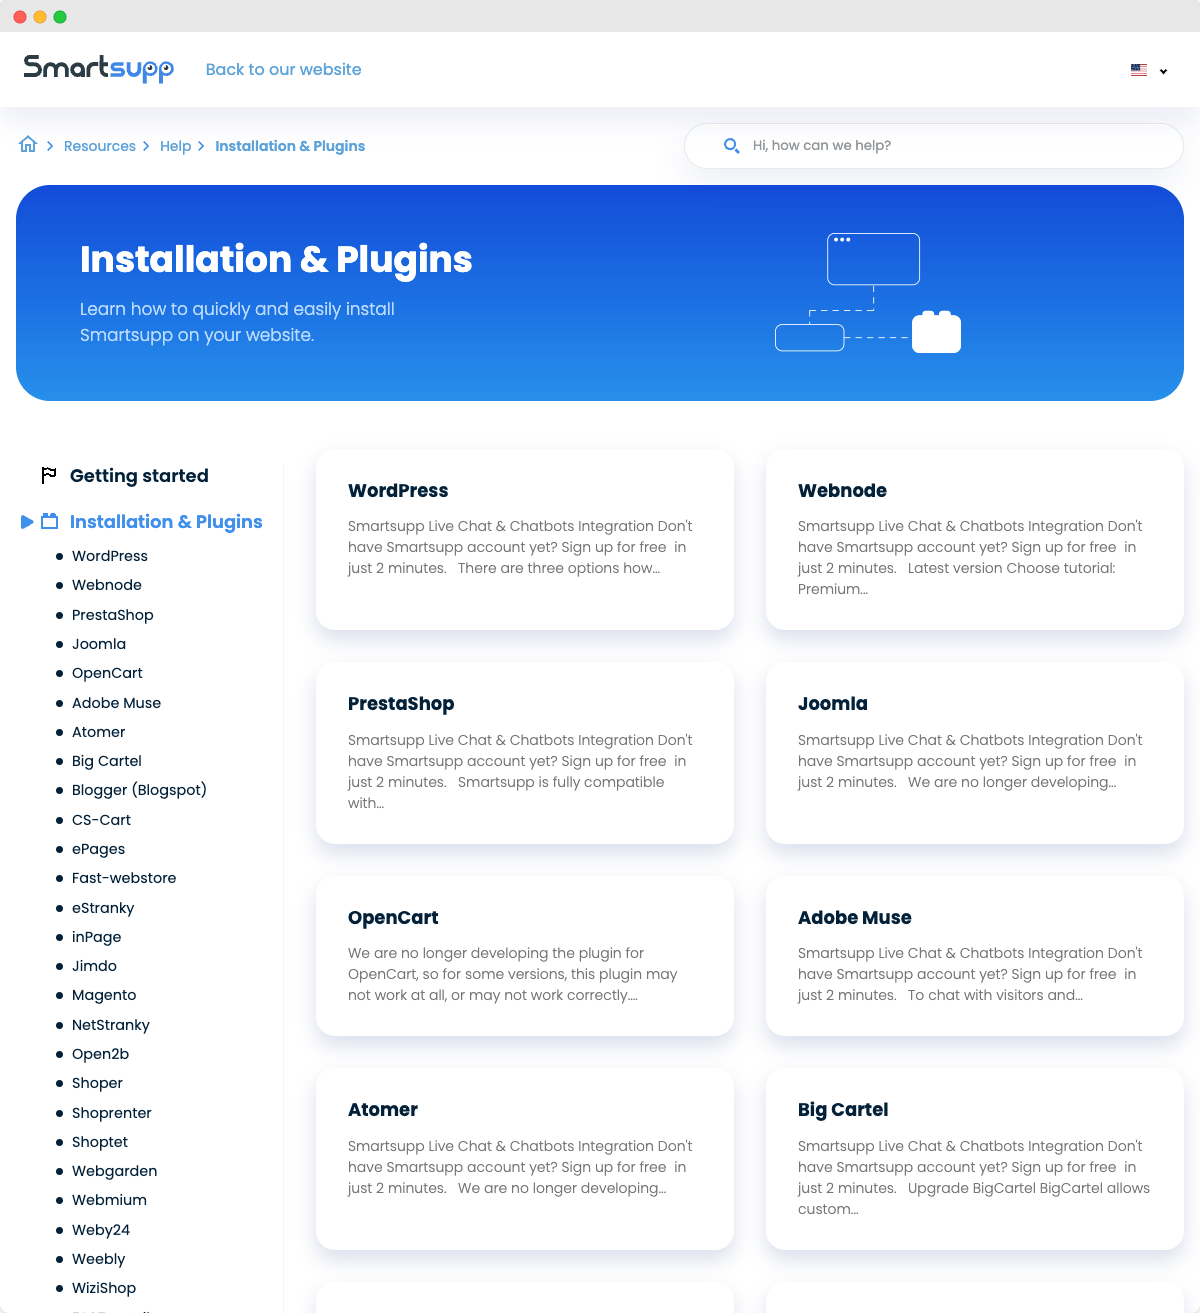 Smartsupp
Back to our website
Resources
Help
Installation & Plugins
Hi, how can we help?
Installation & Plugins
Learn how to quickly and easily install
Smartsupp on your website.
Getting started
Installation & Plugins
WordPress
Webnode
PrestaShop
Joomla
OpenCart
Adobe Muse
Atomer
Big Cartel
Blogger (Blogspot)
CS-Cart
ePages
Fast-webstore
eStranky
inPage
Jimdo
Magento
NetStranky
Open2b
Shoper
Shoprenter
Shoptet
Webgarden
Webmium
Weby24
Weebly
WiziShop
WordPress
Smartsupp Live Chat & Chatbots Integration Don't
have Smartsupp account yet? Sign up for free  in
just 2 minutes.   There are three options how...
Webnode
Smartsupp Live Chat & Chatbots Integration Don't
have Smartsupp account yet? Sign up for free  in
just 2 minutes.   Latest version Choose tutorial:
Premium...
PrestaShop
Smartsupp Live Chat & Chatbots Integration Don't
have Smartsupp account yet? Sign up for free  in
just 2 minutes.   Smartsupp is fully compatible
with...
Joomla
Smartsupp Live Chat & Chatbots Integration Don't
have Smartsupp account yet? Sign up for free  in
just 2 minutes.   We are no longer developing...
OpenCart
We are no longer developing the plugin for
OpenCart, so for some versions, this plugin may
not work at all, or may not work correctly....
Adobe Muse
Smartsupp Live Chat & Chatbots Integration Don't
have Smartsupp account yet? Sign up for free  in
just 2 minutes.   To chat with visitors and...
Atomer
Smartsupp Live Chat & Chatbots Integration Don't
have Smartsupp account yet? Sign up for free  in
just 2 minutes.   We are no longer developing...
Big Cartel
Smartsupp Live Chat & Chatbots Integration Don't
have Smartsupp account yet? Sign up for free  in
just 2 minutes.   Upgrade BigCartel BigCartel allows
custom...